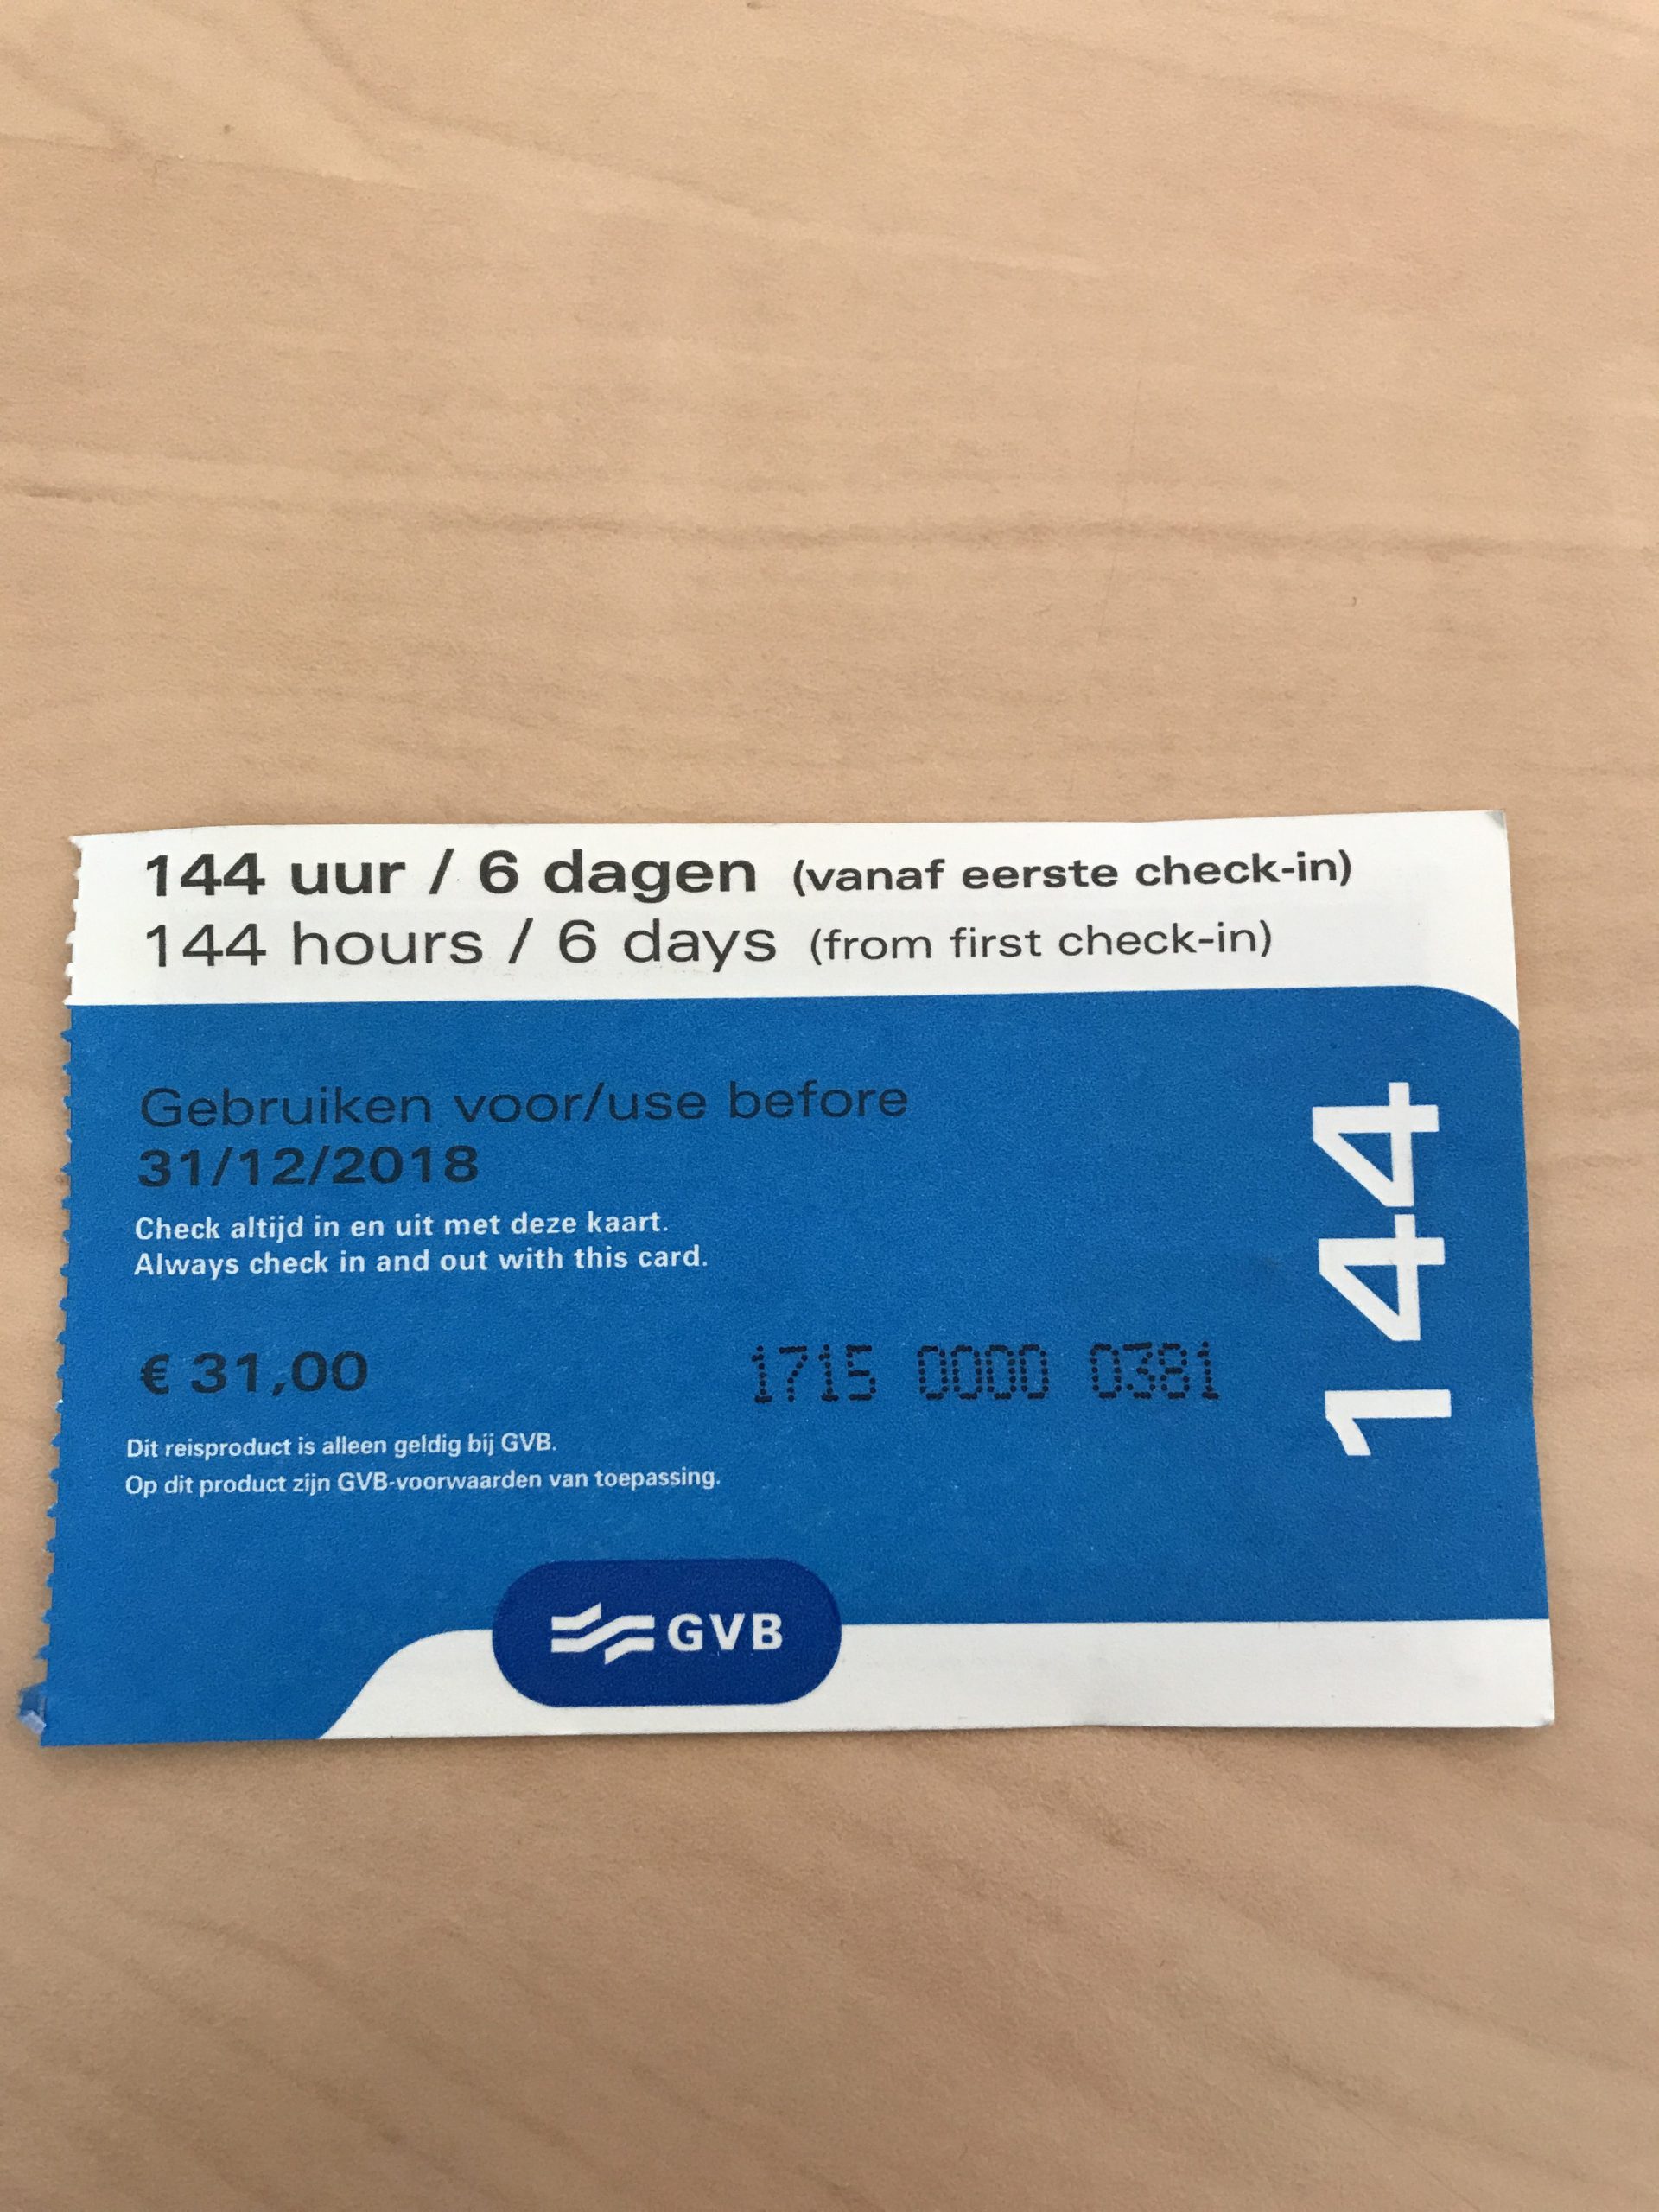 144 uur / 6 dagen (vanaf eerste check-in)
144 hours / 6 days (from first check-in)
Gebruiken voor/use before
31/12/2018
Check altijd in en uit met deze kaart.
Always check in and out with this card.
€ 31,00
1715 0000 0381
Dit reisproduct is alleen geldig bij GVB.
Op dit product zijn GVB-voorwaarden van toepassing.
GVB
144